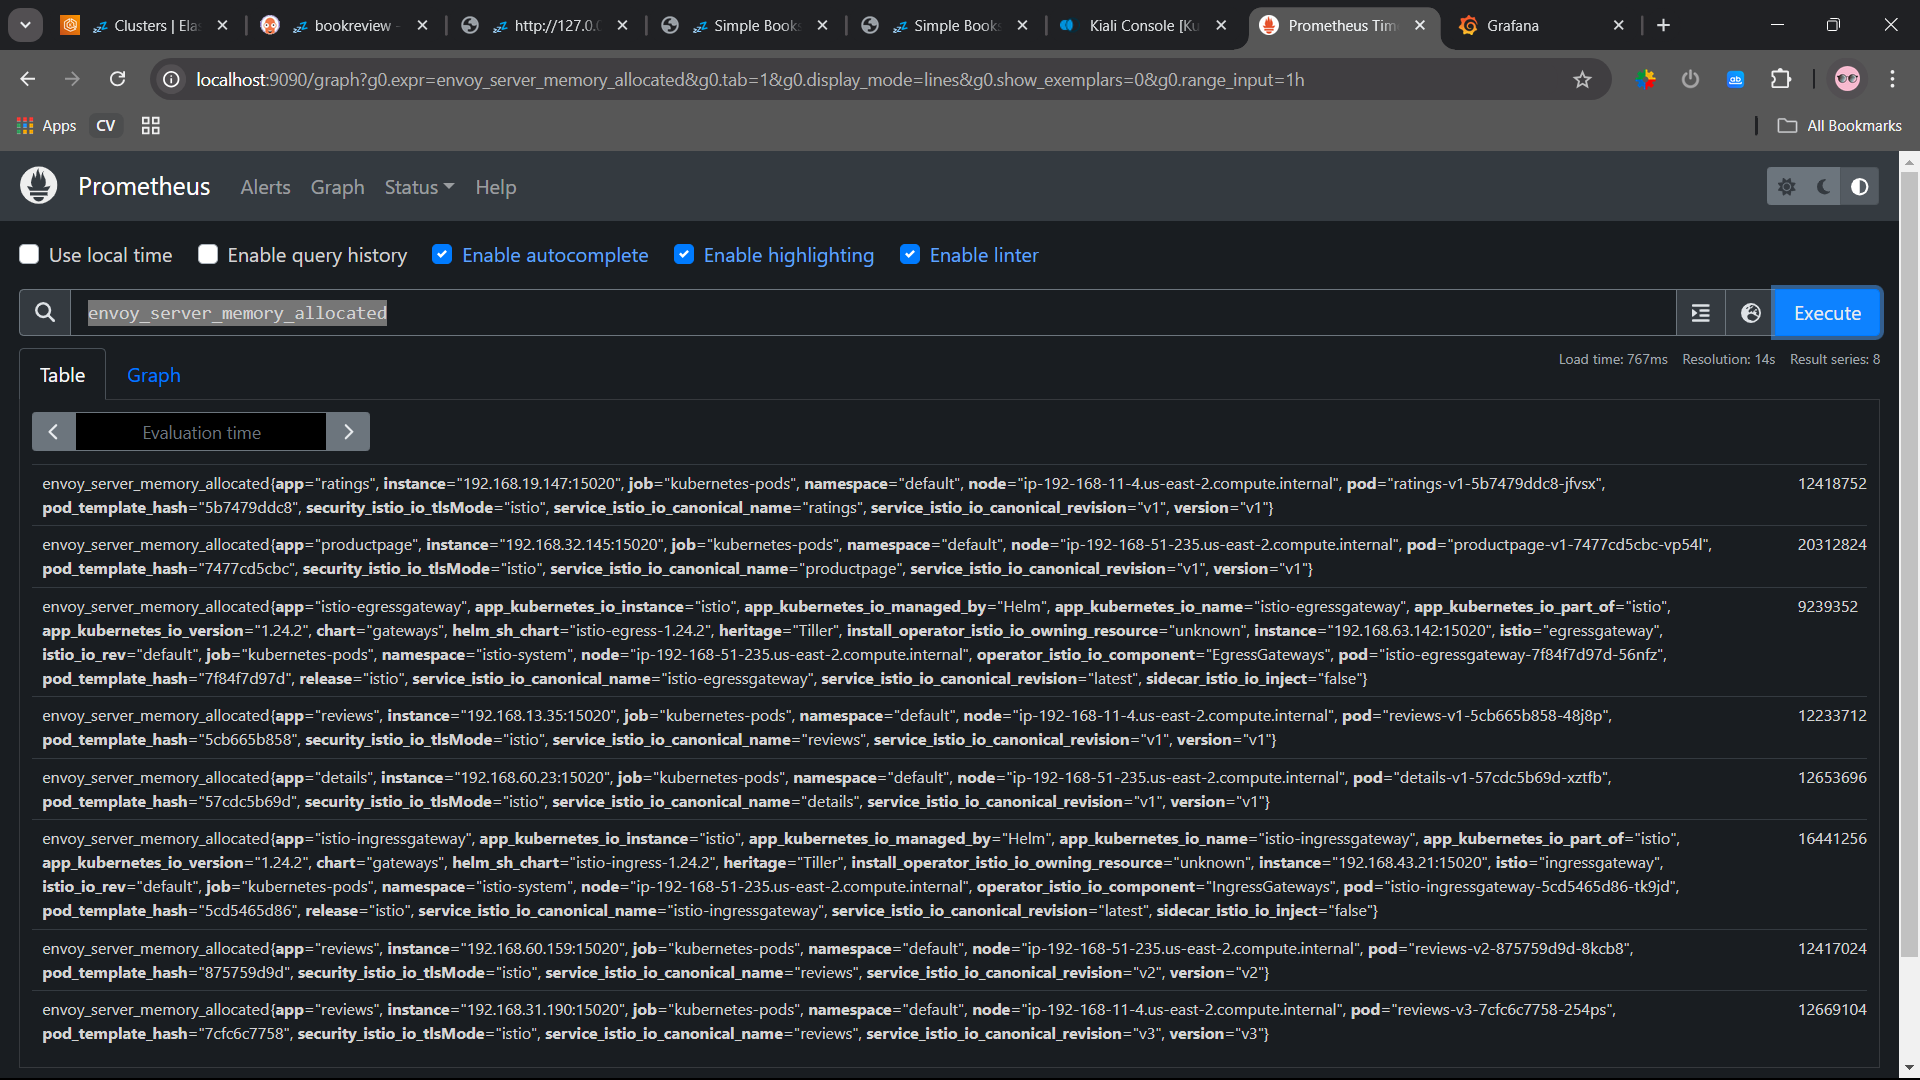 Clusters | Ela
bookreview -
http://127.0.0
Simple Books
Simple Books
Kiali Console [Ku
Prometheus Tim
Grafana
localhost:9090/graph?g0.expr=envoy_server_memory_allocated&g0.tab=1&g0.display_mode=lines&g0.show_exemplars=0&g0.range_input=1h
ab
Apps
CV
All Bookmarks
Prometheus
Alerts
Graph
Status
Help
Use local time
Enable query history
Enable autocomplete
Enable highlighting
Enable linter
envoy_server_memory_allocated
Execute
Table
Graph
Load time: 767ms Resolution: 14s Result series: 8
Evaluation time
envoy_server_memory_allocated{app="ratings", instance="192.168.19.147:15020", job="kubernetes-pods", namespace="default", node="ip-192-168-11-4.us-east-2.compute.internal", pod="ratings-v1-5b7479ddc8-jfvsx", 12418752
pod_template_hash="5b7479ddc8", security_istio_io_tlsMode="istio", service_istio_io_canonical_name="ratings", service_istio_io_canonical_revision="v1", version="v1"}
envoy_server_memory_allocated{app="productpage", instance="192.168.32.145:15020", job="kubernetes-pods", namespace="default", node="ip-192-168-51-235.us-east-2.compute.internal", pod="productpage-v1-7477cd5cbc-vp54l", 20312824
pod_template_hash="7477cd5cbc", security_istio_io_tlsMode="istio", service_istio_io_canonical_name="productpage", service_istio_io_canonical_revision="v1", version="v1"}
envoy_server_memory_allocated{app="istio-egressgateway", app_kubernetes_io_instance="istio", app_kubernetes_io_managed_by="Helm", app_kubernetes_io_name="istio-egressgateway", app_kubernetes_io_part_of="istio", 9239352
app_kubernetes_io_version="1.24.2", chart="gateways", helm_sh_chart="istio-egress-1.24.2", heritage="Tiller", install_operator_istio_io_owning_resource="unknown", instance="192.168.63.142:15020", istio="egressgateway",
istio_io_rev="default", job="kubernetes-pods", namespace="istio-system", node="ip-192-168-51-235.us-east-2.compute.internal", operator_istio_io_component="EgressGateways", pod="istio-egressgateway-7f84f7d97d-56nfz",
pod_template_hash="7f84f7d97d", release="istio", service_istio_io_canonical_name="istio-egressgateway", service_istio_io_canonical_revision="latest", sidecar_istio_io_inject="false"}
envoy_server_memory_allocated{app="reviews", instance="192.168.13.35:15020", job="kubernetes-pods", namespace="default", node="ip-192-168-11-4.us-east-2.compute.internal", pod="reviews-v1-5cb665b858-48j8p", 12233712
pod_template_hash="5cb665b858", security_istio_io_tlsMode="istio", service_istio_io_canonical_name="reviews", service_istio_io_canonical_revision="v1", version="v1"}
envoy_server_memory_allocated{app="details", instance="192.168.60.23:15020", job="kubernetes-pods", namespace="default", node="ip-192-168-51-235.us-east-2.compute.internal", pod="details-v1-57cdc5b69d-xztfb", 12653696
pod_template_hash="57cdc5b69d", security_istio_io_tlsMode="istio", service_istio_io_canonical_name="details", service_istio_io_canonical_revision="v1", version="v1"}
envoy_server_memory_allocated{app="istio-ingressgateway", app_kubernetes_io_instance="istio", app_kubernetes_io_managed_by="Helm", app_kubernetes_io_name="istio-ingressgateway", app_kubernetes_io_part_of="istio", 16441256
app_kubernetes_io_version="1.24.2", chart="gateways", helm_sh_chart="istio-ingress-1.24.2", heritage="Tiller", install_operator_istio_io_owning_resource="unknown", instance="192.168.43.21:15020", istio="ingressgateway",
istio_io_rev="default", job="kubernetes-pods", namespace="istio-system", node="ip-192-168-51-235.us-east-2.compute.internal", operator_istio_io_component="IngressGateways", pod="istio-ingressgateway-5cd5465d86-tk9jd",
pod_template_hash="5cd5465d86", release="istio", service_istio_io_canonical_name="istio-ingressgateway", service_istio_io_canonical_revision="latest", sidecar_istio_io_inject="false"}
envoy_server_memory_allocated{app="reviews", instance="192.168.60.159:15020", job="kubernetes-pods", namespace="default", node="ip-192-168-51-235.us-east-2.compute.internal", pod="reviews-v2-875759d9d-8kcb8", 12417024
pod_template_hash="875759d9d", security_istio_io_tlsMode="istio", service_istio_io_canonical_name="reviews", service_istio_io_canonical_revision="v2", version="v2"}
envoy_server_memory_allocated{app="reviews", instance="192.168.31.190:15020", job="kubernetes-pods", namespace="default", node="ip-192-168-11-4.us-east-2.compute.internal", pod="reviews-v3-7cfc6c7758-254ps", 12669104
pod_template_hash="7cfc6c7758", security_istio_io_tlsMode="istio", service_istio_io_canonical_name="reviews", service_istio_io_canonical_revision="v3", version="v3"}